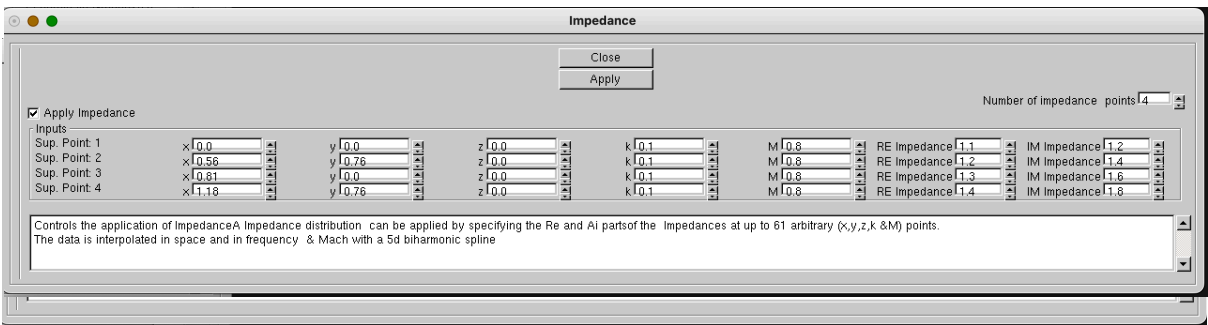 Impedance
Close
Apply
Number of impedance points 4
Apply Impedance
Inputs
Sup. Point: 1 x 0.0 y 0.0 z 0.0 k 0.1 M 0.8 RE Impedance 1.1 IM Impedance 1.2
Sup. Point: 2 x 0.56 y 0.76 z 0.0 k 0.1 M 0.8 RE Impedance 1.2 IM Impedance 1.4
Sup. Point: 3 x 0.81 y 0.0 z 0.0 k 0.1 M 0.8 RE Impedance 1.3 IM Impedance 1.6
Sup. Point: 4 x 1.18 y 0.76 z 0.0 k 0.1 M 0.8 RE Impedance 1.4 IM Impedance 1.8
Controls the application of ImpedanceA Impedance distribution can be applied by specifying the Re and Ai partsof the Impedances at up to 61 arbitrary (x,y,z,k &M) points.
The data is interpolated in space and in frequency & Mach with a 5d biharmonic spline